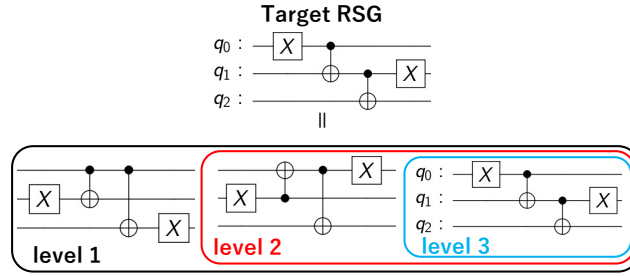 Target RSG
q0 : X
q1 : X
q2 :
=
X X
level 1
X X
level 2
q0 : X
q1 : X
q2 :
level 3